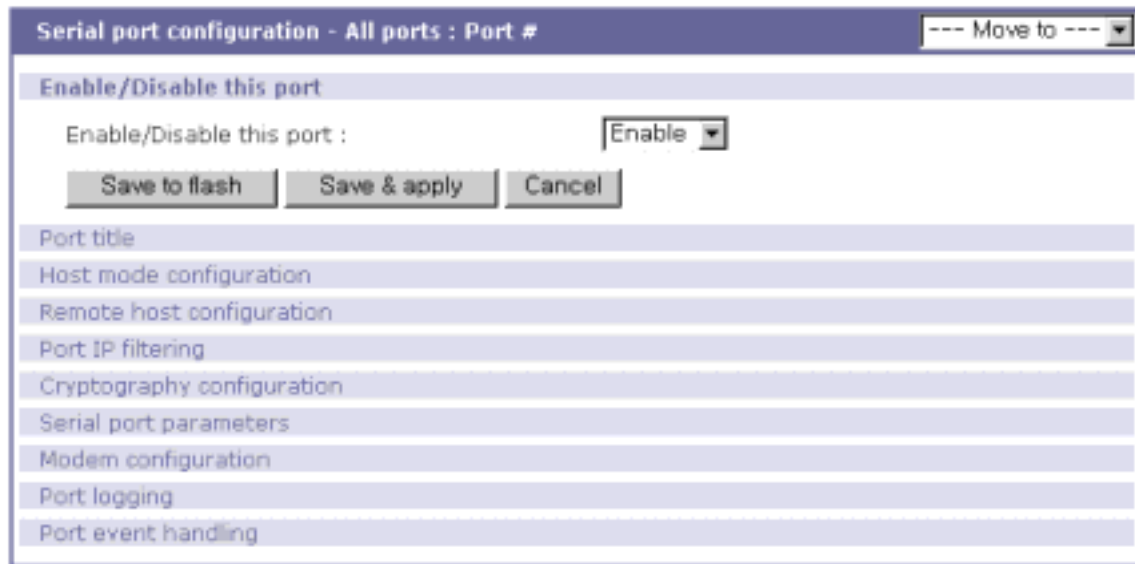 Serial port configuration - All ports : Port # --- Move to ---
Enable/Disable this port
Enable/Disable this port : Enable
Save to flash Save & apply Cancel
Port title
Host mode configuration
Remote host configuration
Port IP filtering
Cryptography configuration
Serial port parameters
Modem configuration
Port logging
Port event handling